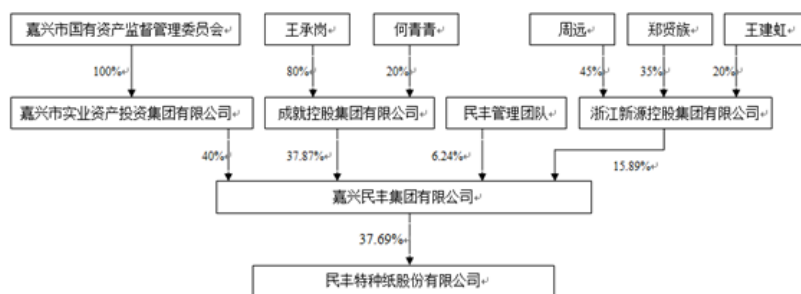 嘉兴市国有资产监督管理委员会
王承岗
何青青
周远
郑贤族
王建虹
100%
80%
20%
45%
35%
20%
嘉兴市实业资产投资集团有限公司
成就控股集团有限公司
民丰管理团队
浙江新源控股集团有限公司
40%
37.87%
6.24%
15.89%
嘉兴民丰集团有限公司
37.69%
民丰特种纸股份有限公司